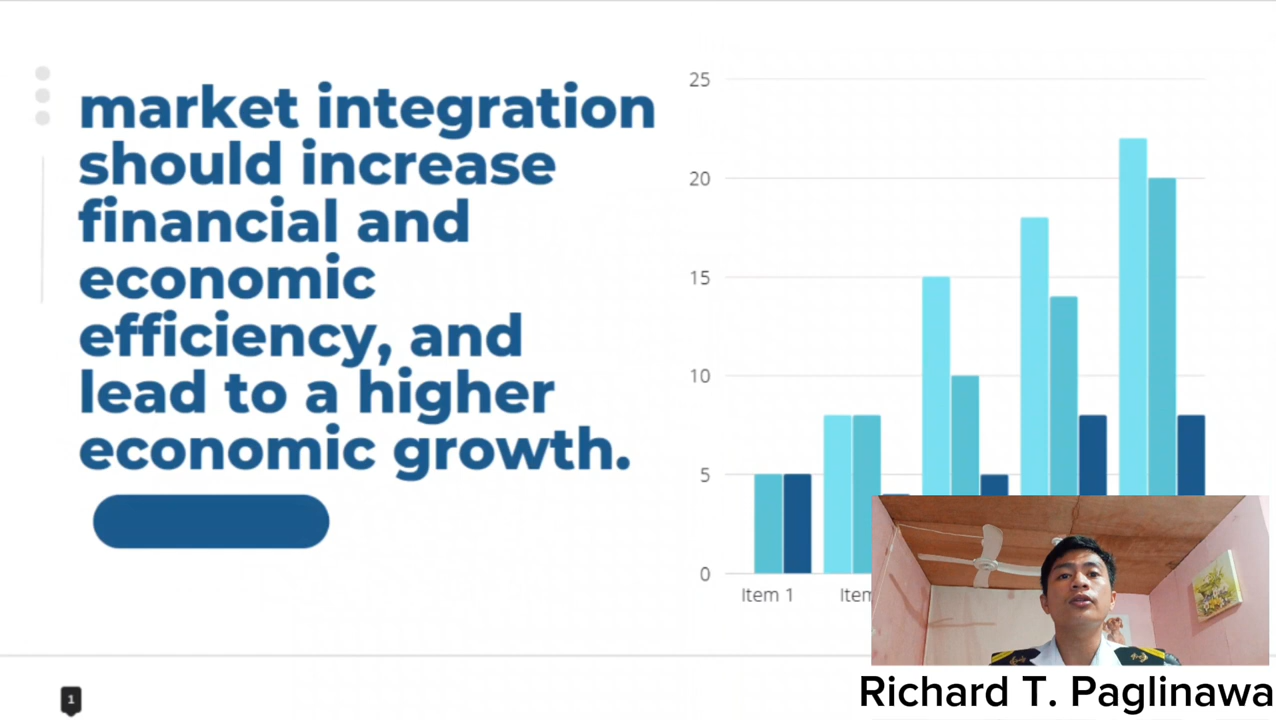 market integration
should increase
financial and
economic
efficiency, and
lead to a higher
economic growth.
25
20
15
10
5
0
Item 1
Richard T. Paglinawa
1